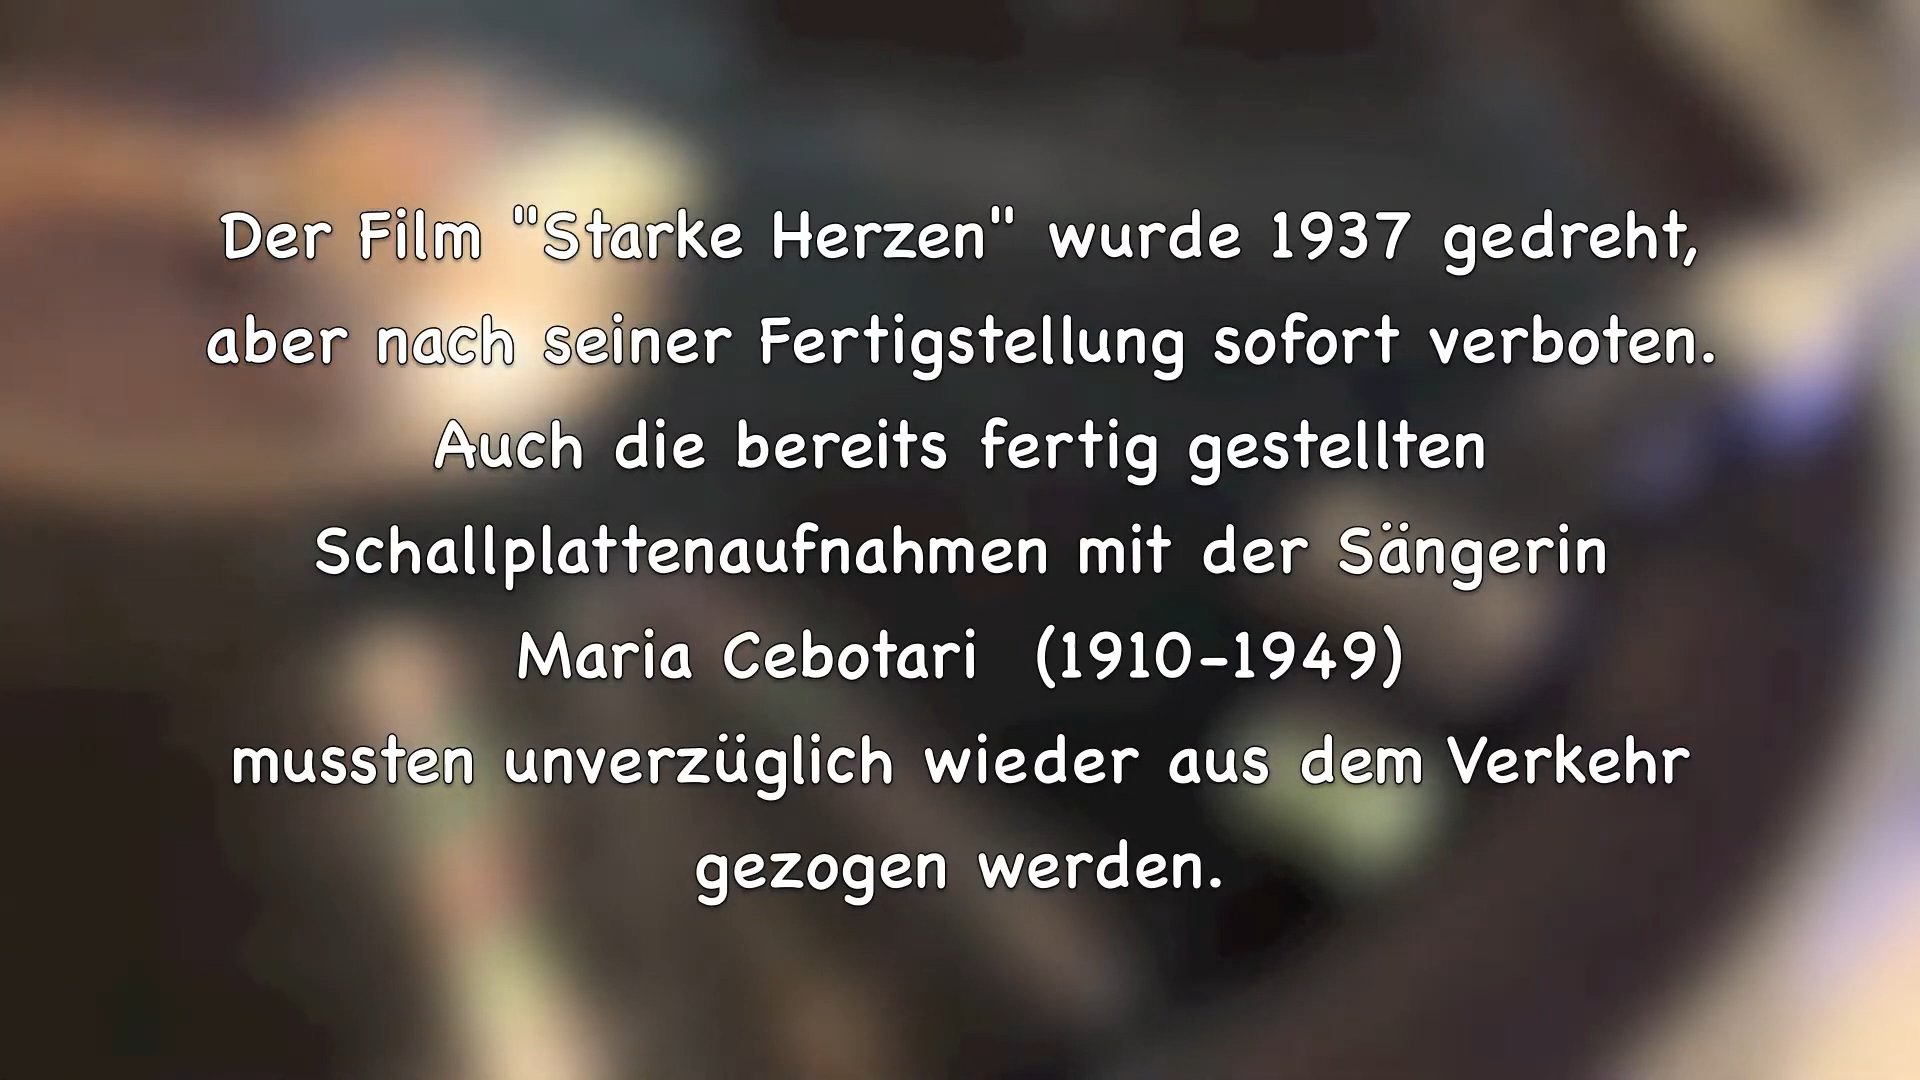 Der Film "Starke Herzen" wurde 1937 gedreht,
aber nach seiner Fertigstellung sofort verboten.
Auch die bereits fertig gestellten
Schallplattenaufnahmen mit der Sängerin
Maria Cebotari  (1910-1949)
mussten unverzüglich wieder aus dem Verkehr
gezogen werden.